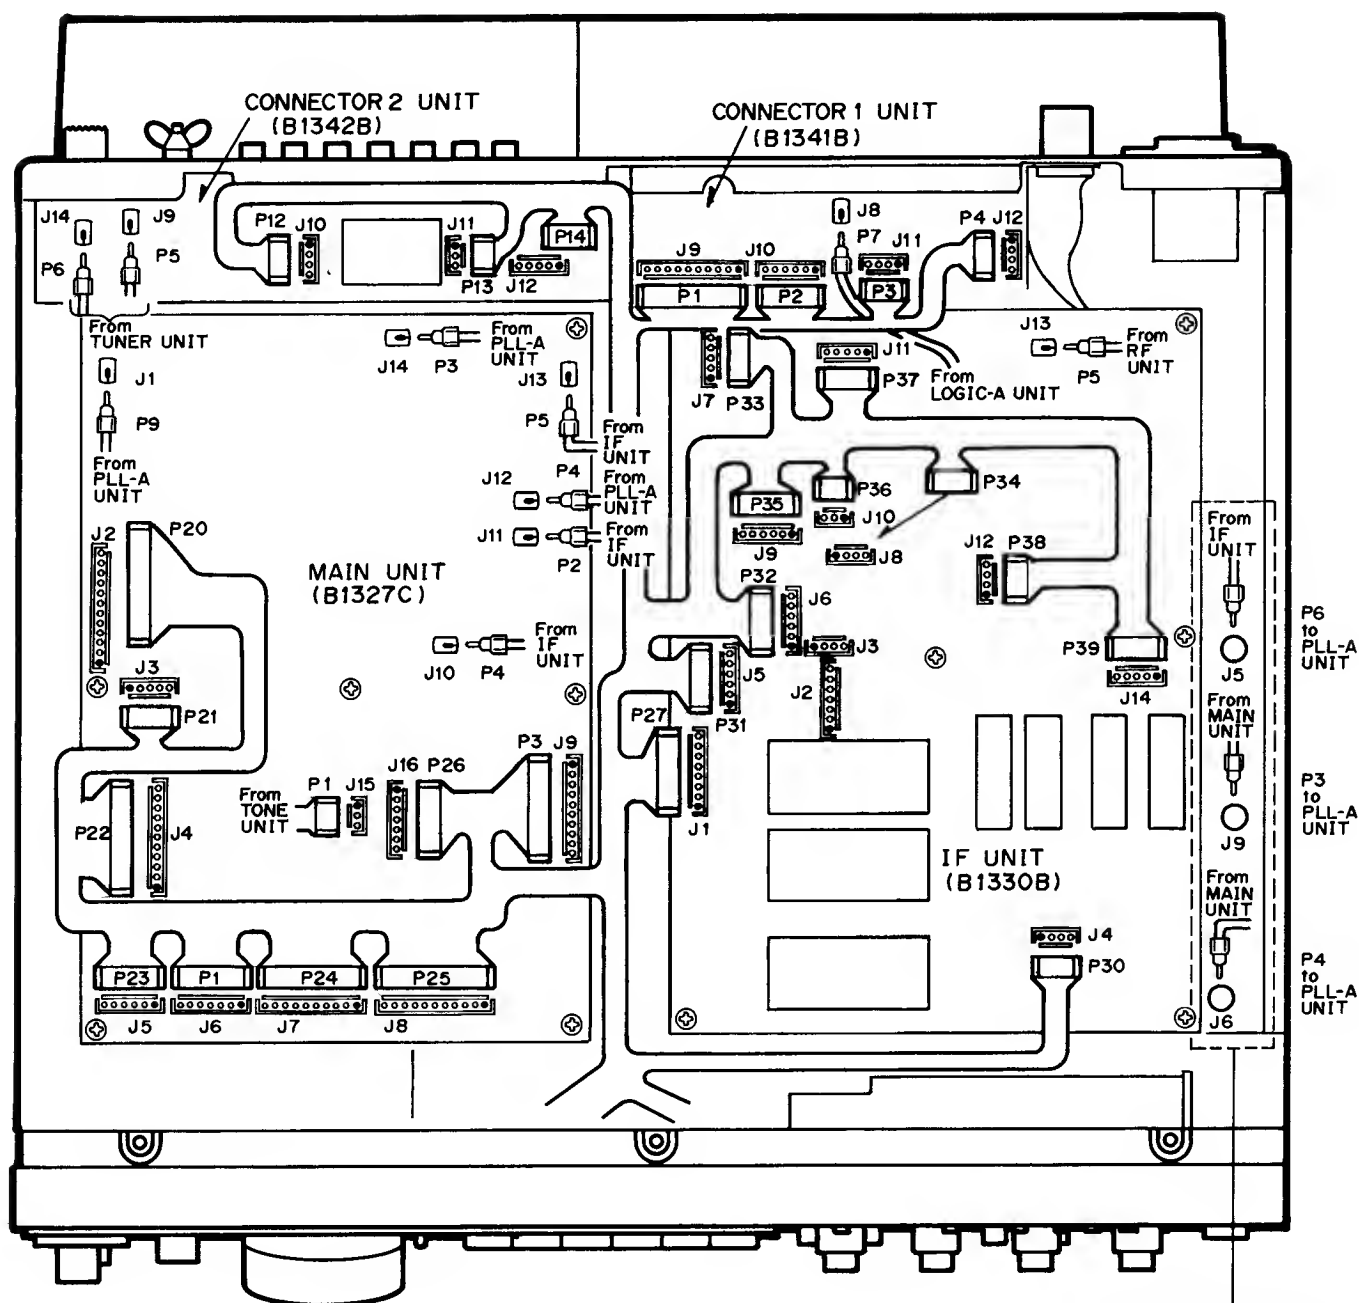 CONNECTOR 2 UNIT
(B1342B)
CONNECTOR 1 UNIT
(B1341B)
J14
J9
P6
P5
From
TUNER UNIT
P12
J10
J11
P13
P14
J12
J9
J10
P1
P2
J8
P7
J11
P3
P4
J12
J14
P3
From
PLL-A
UNIT
J13
P5
From
IF
UNIT
J1
P9
From
PLL-A
UNIT
J12
P4
From
PLL-A
UNIT
J11
P2
From
IF
UNIT
J7
P33
J11
P37
From
LOGIC-A UNIT
J13
P5
From
RF
UNIT
P35
J9
P36
J10
P34
J8
J2
P20
MAIN UNIT
(B1327C)
J10
P4
From
IF
UNIT
J3
P21
P32
J6
J3
J5
P31
J2
J12
P38
P39
J14
From
IF
UNIT
J5
P6
to
PLL-A
UNIT
From
MAIN
UNIT
J9
P3
to
PLL-A
UNIT
From
MAIN
UNIT
J6
P4
to
PLL-A
UNIT
P22
J4
From
TONE
UNIT
P1
J15
J16
P26
P3
J9
P27
J1
IF UNIT
(B1330B)
J4
P30
P23
P1
P24
P25
J5
J6
J7
J8